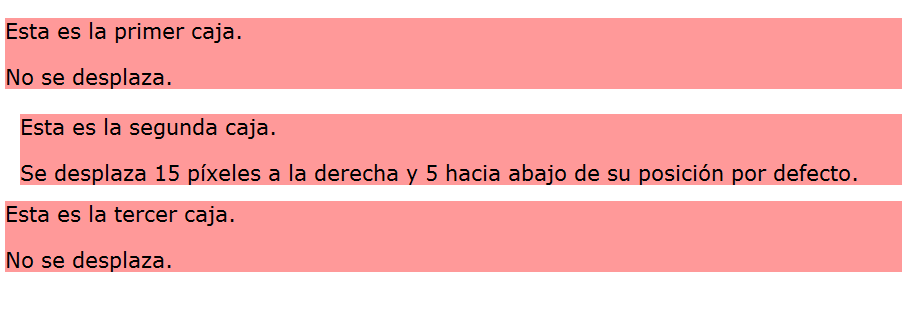 Esta es la primer caja.
No se desplaza.
Esta es la segunda caja.
Se desplaza 15 píxeles a la derecha y 5 hacia abajo de su posición por defecto.
Esta es la tercer caja.
No se desplaza.